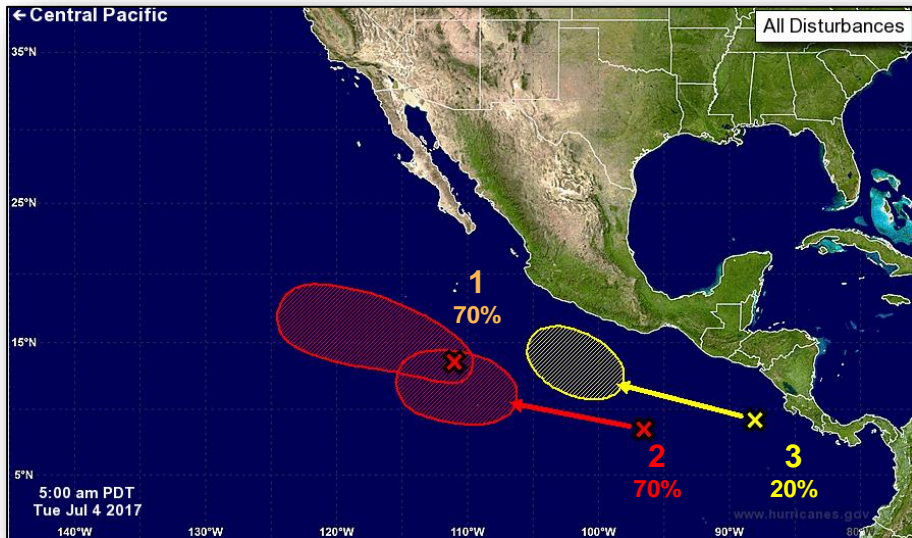 ←Central Pacific
All Disturbances
35°N
25°N
1
70%
15°N
2
70%
3
20%
5°N
5:00 am PDT
Tue Jul 4 2017
www.hurricanes.gov
140°W
130°W
120°W
110°W
100°W
90°W
80°W